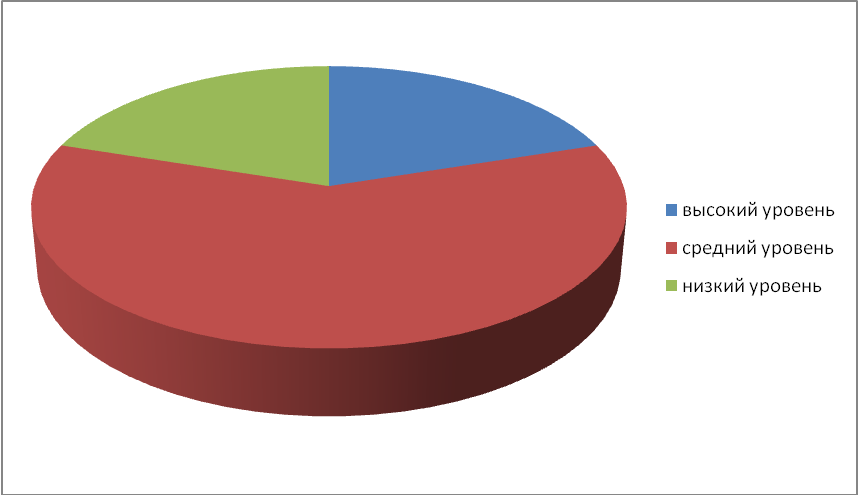 высокий уровень
средний уровень
низкий уровень